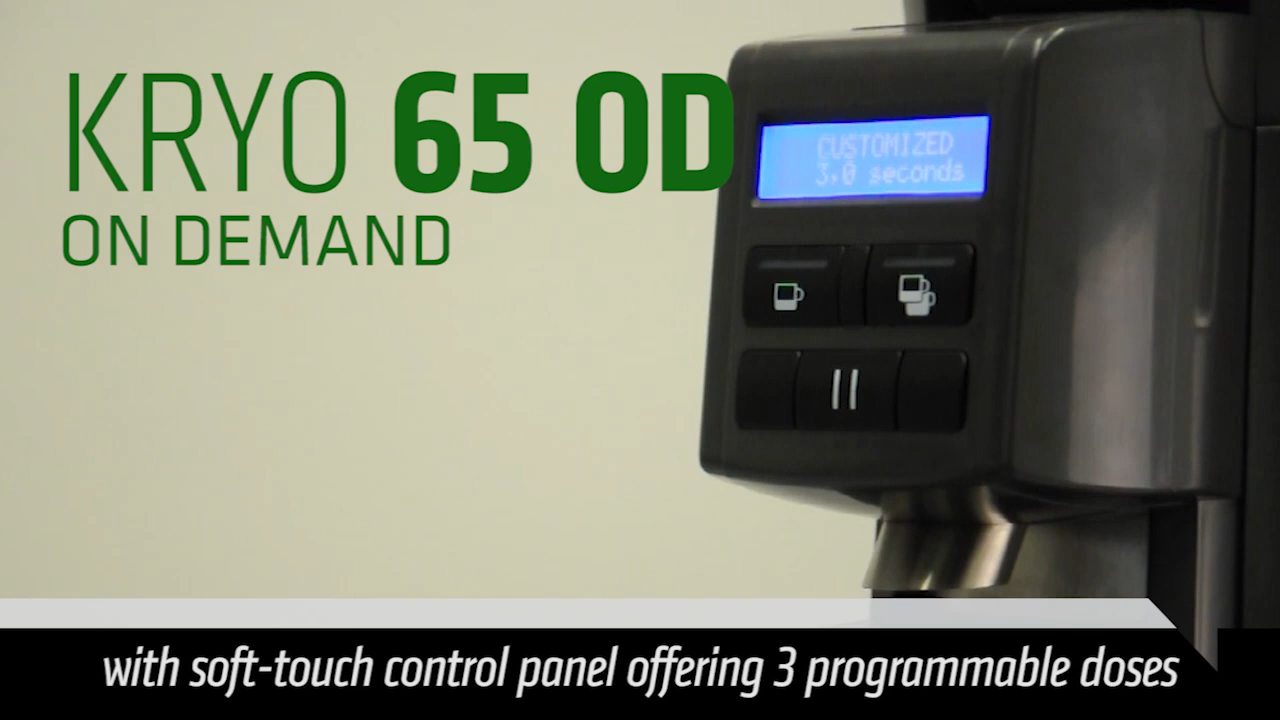 KRYO 65 OD
ON DEMAND
CUSTOMIZED
3.0 seconds
with soft-touch control panel offering 3 programmable doses